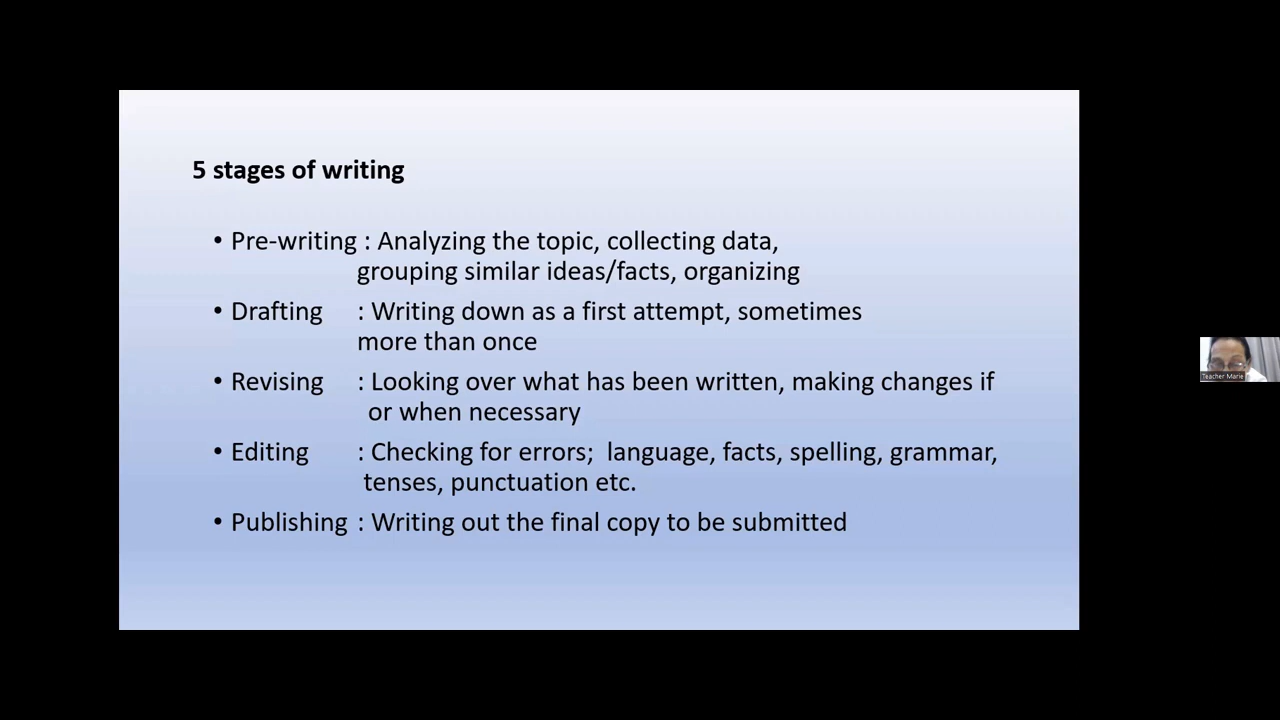 5 stages of writing
• Pre-writing : Analyzing the topic, collecting data,
grouping similar ideas/facts, organizing
• Drafting : Writing down as a first attempt, sometimes
more than once
• Revising : Looking over what has been written, making changes if
or when necessary
• Editing : Checking for errors; language, facts, spelling, grammar,
tenses, punctuation etc.
• Publishing : Writing out the final copy to be submitted
Teacher Marie